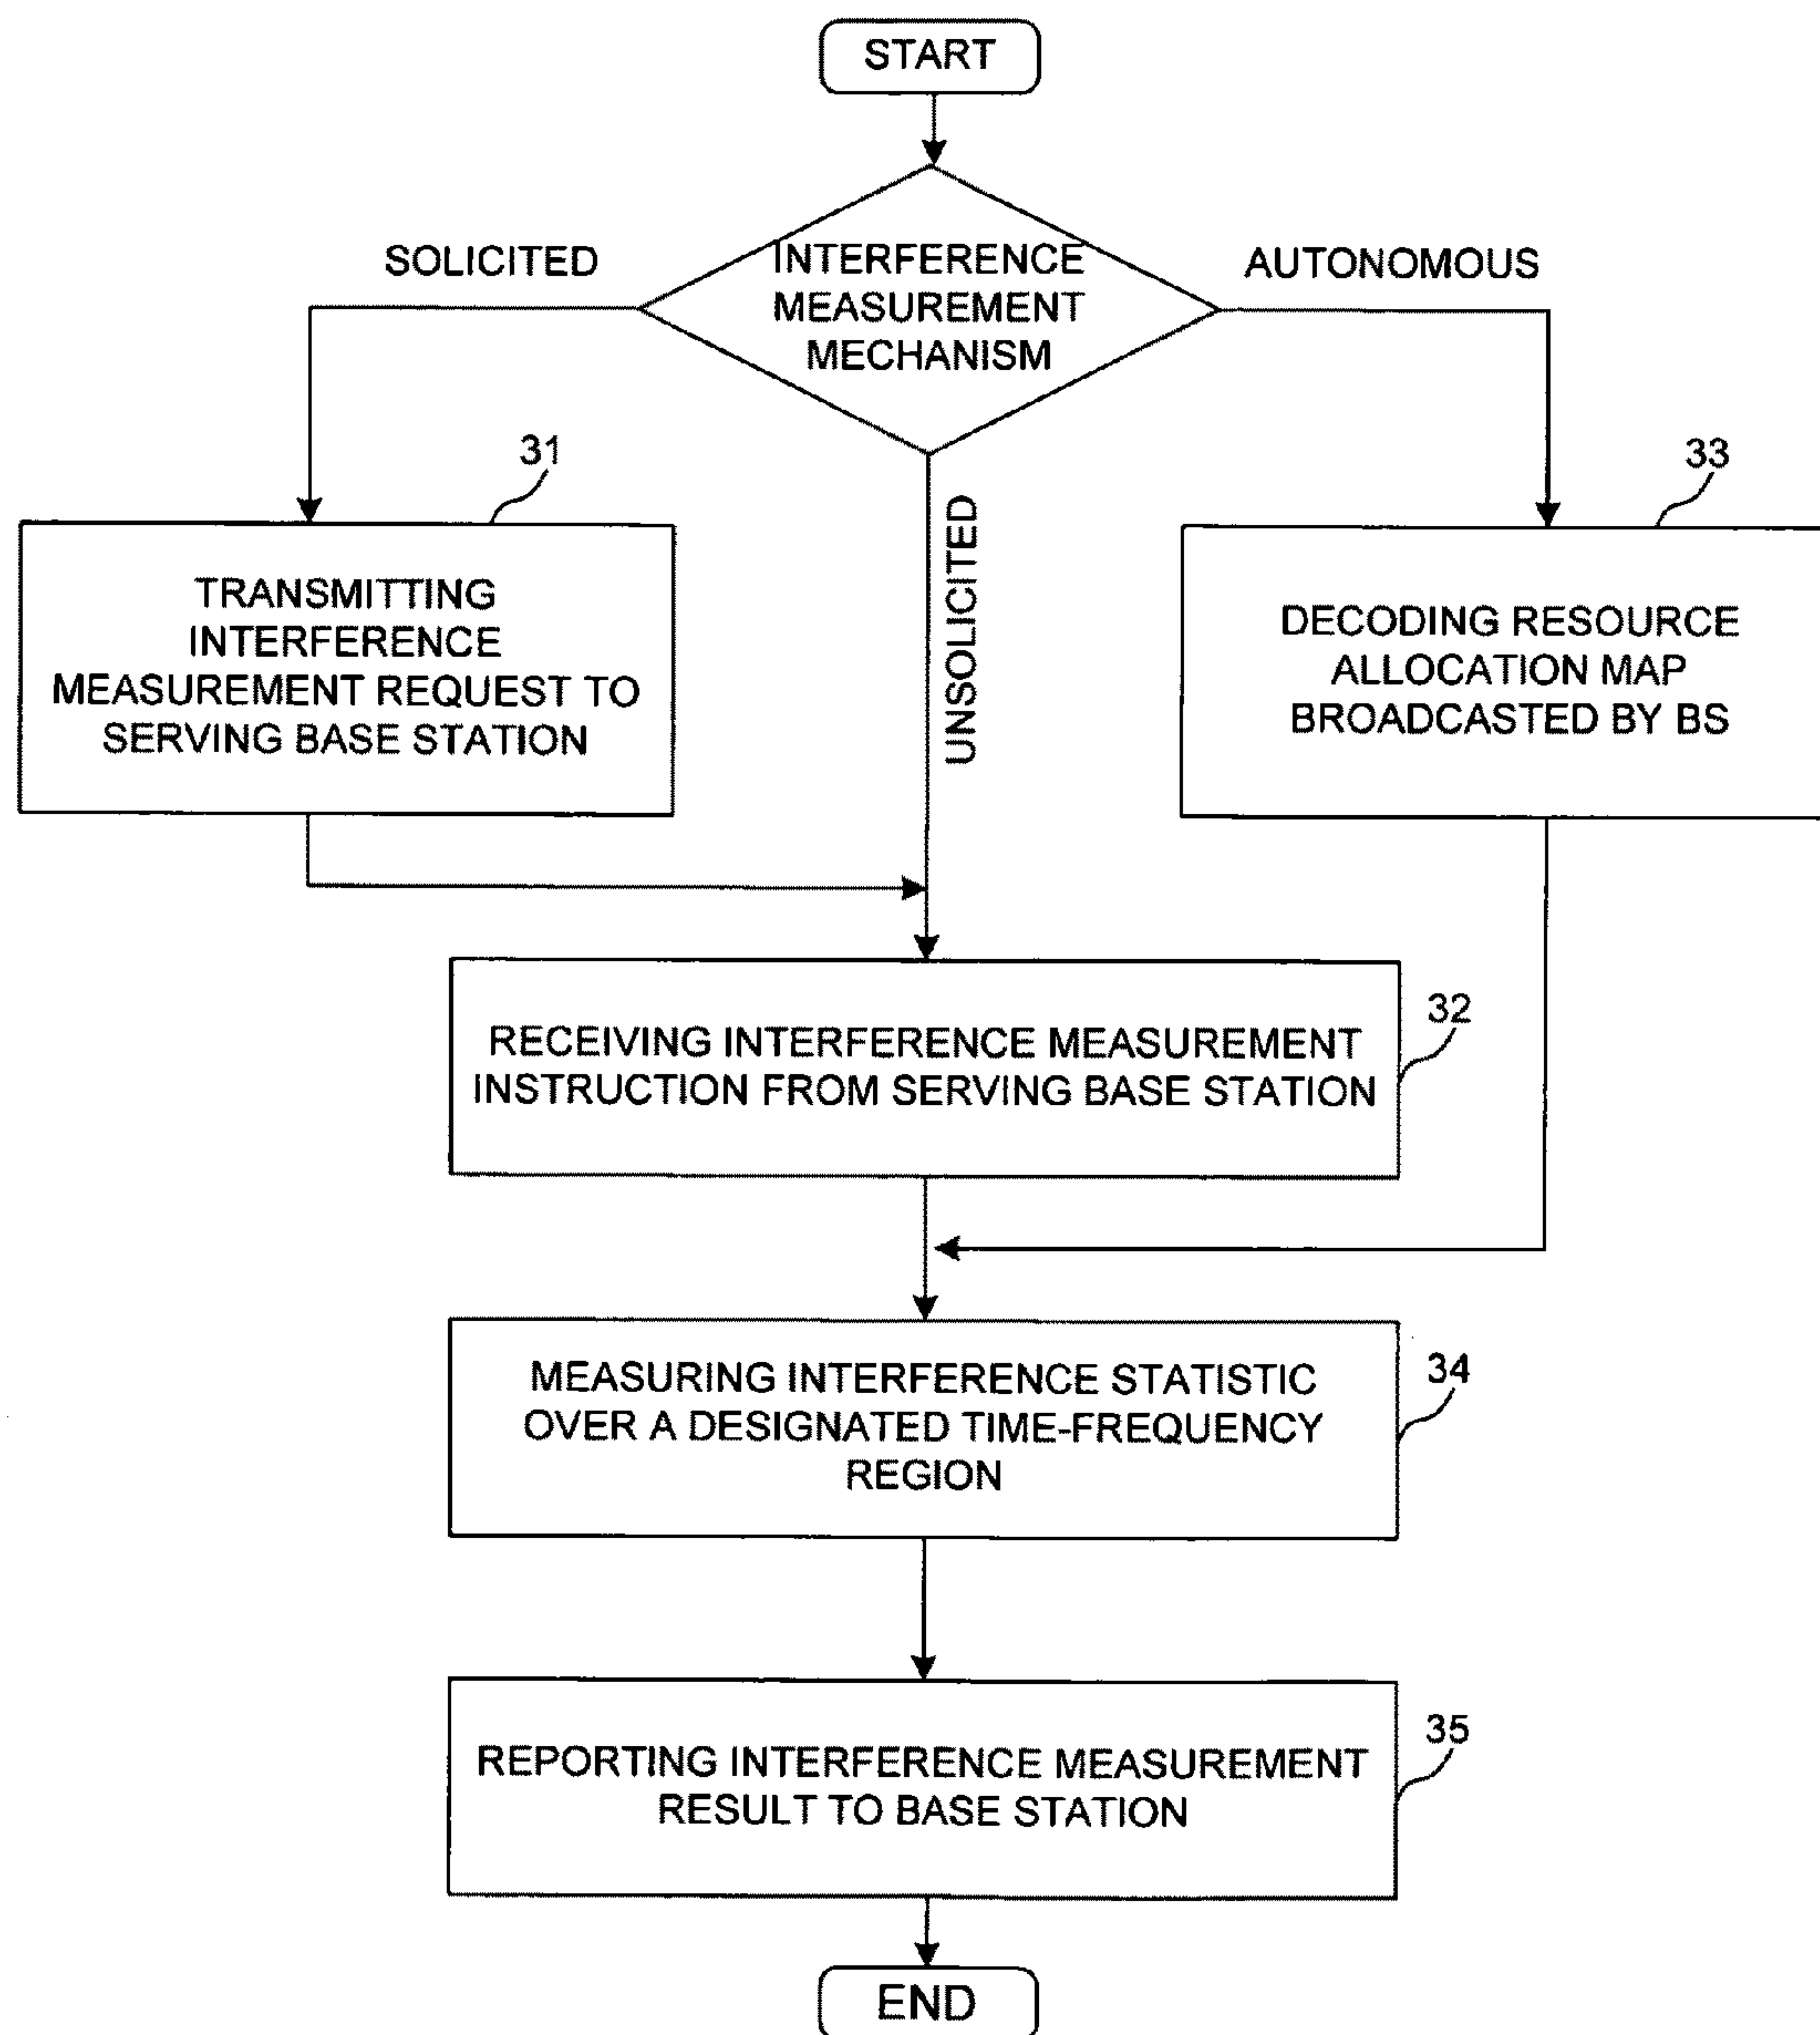 START
SOLICITED
INTERFERENCE
MEASUREMENT
MECHANISM
AUTONOMOUS
31
33
UNSOLICITED
TRANSMITTING
INTERFERENCE
MEASUREMENT REQUEST TO
SERVING BASE STATION
DECODING RESOURCE
ALLOCATION MAP
BROADCASTED BY BS
32
RECEIVING INTERFERENCE MEASUREMENT
INSTRUCTION FROM SERVING BASE STATION
34
MEASURING INTERFERENCE STATISTIC
OVER A DESIGNATED TIME-FREQUENCY
REGION
35
REPORTING INTERFERENCE MEASUREMENT
RESULT TO BASE STATION
END